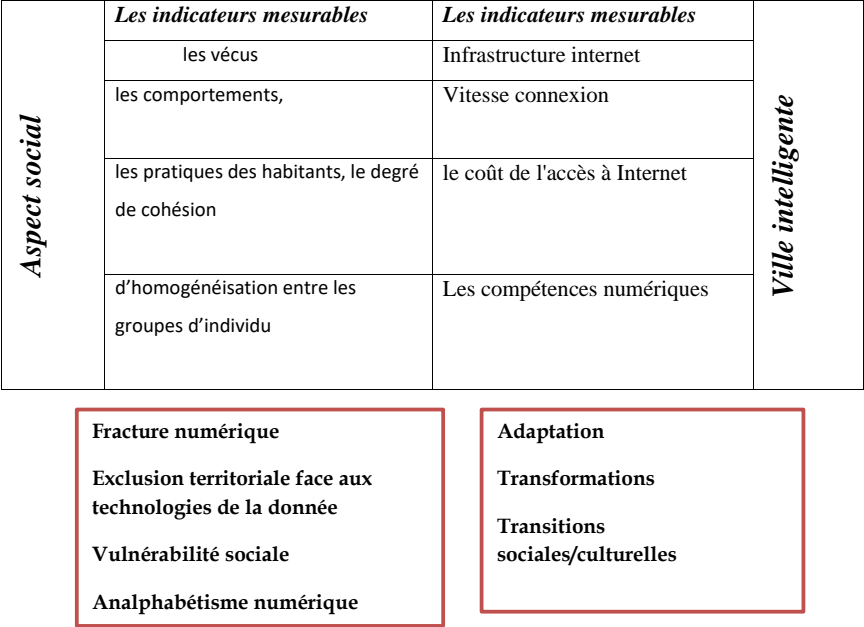 Aspect social
Les indicateurs mesurables
Les indicateurs mesurables
les vécus
Infrastructure internet
les comportements,
Vitesse connexion
les pratiques des habitants, le degré
de cohésion
le coût de l'accès à Internet
d’homogénéisation entre les
groupes d’individu
Les compétences numériques
Ville intelligente
Fracture numérique
Exclusion territoriale face aux
technologies de la donnée
Vulnérabilité sociale
Analphabétisme numérique
Adaptation
Transformations
Transitions
sociales/culturelles